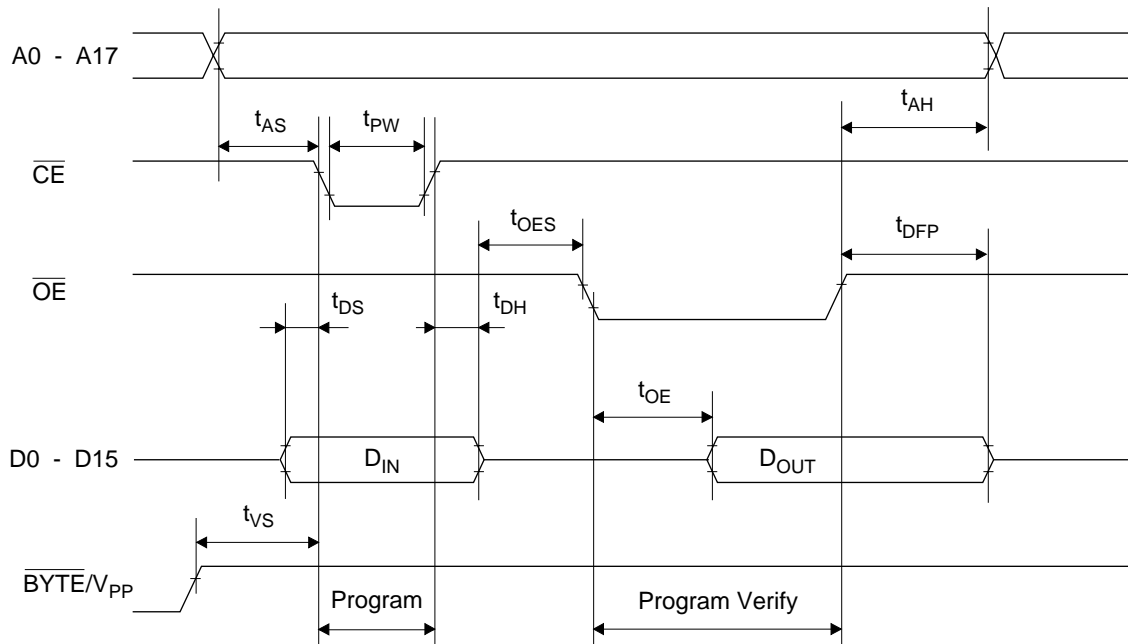 A0 - A17
tAH
tAS
tPW
CE
tOES
tDFP
OE
tDS
tDH
tOE
D0 - D15
DIN
DOUT
tVS
BYTE/VPP
Program
Program Verify